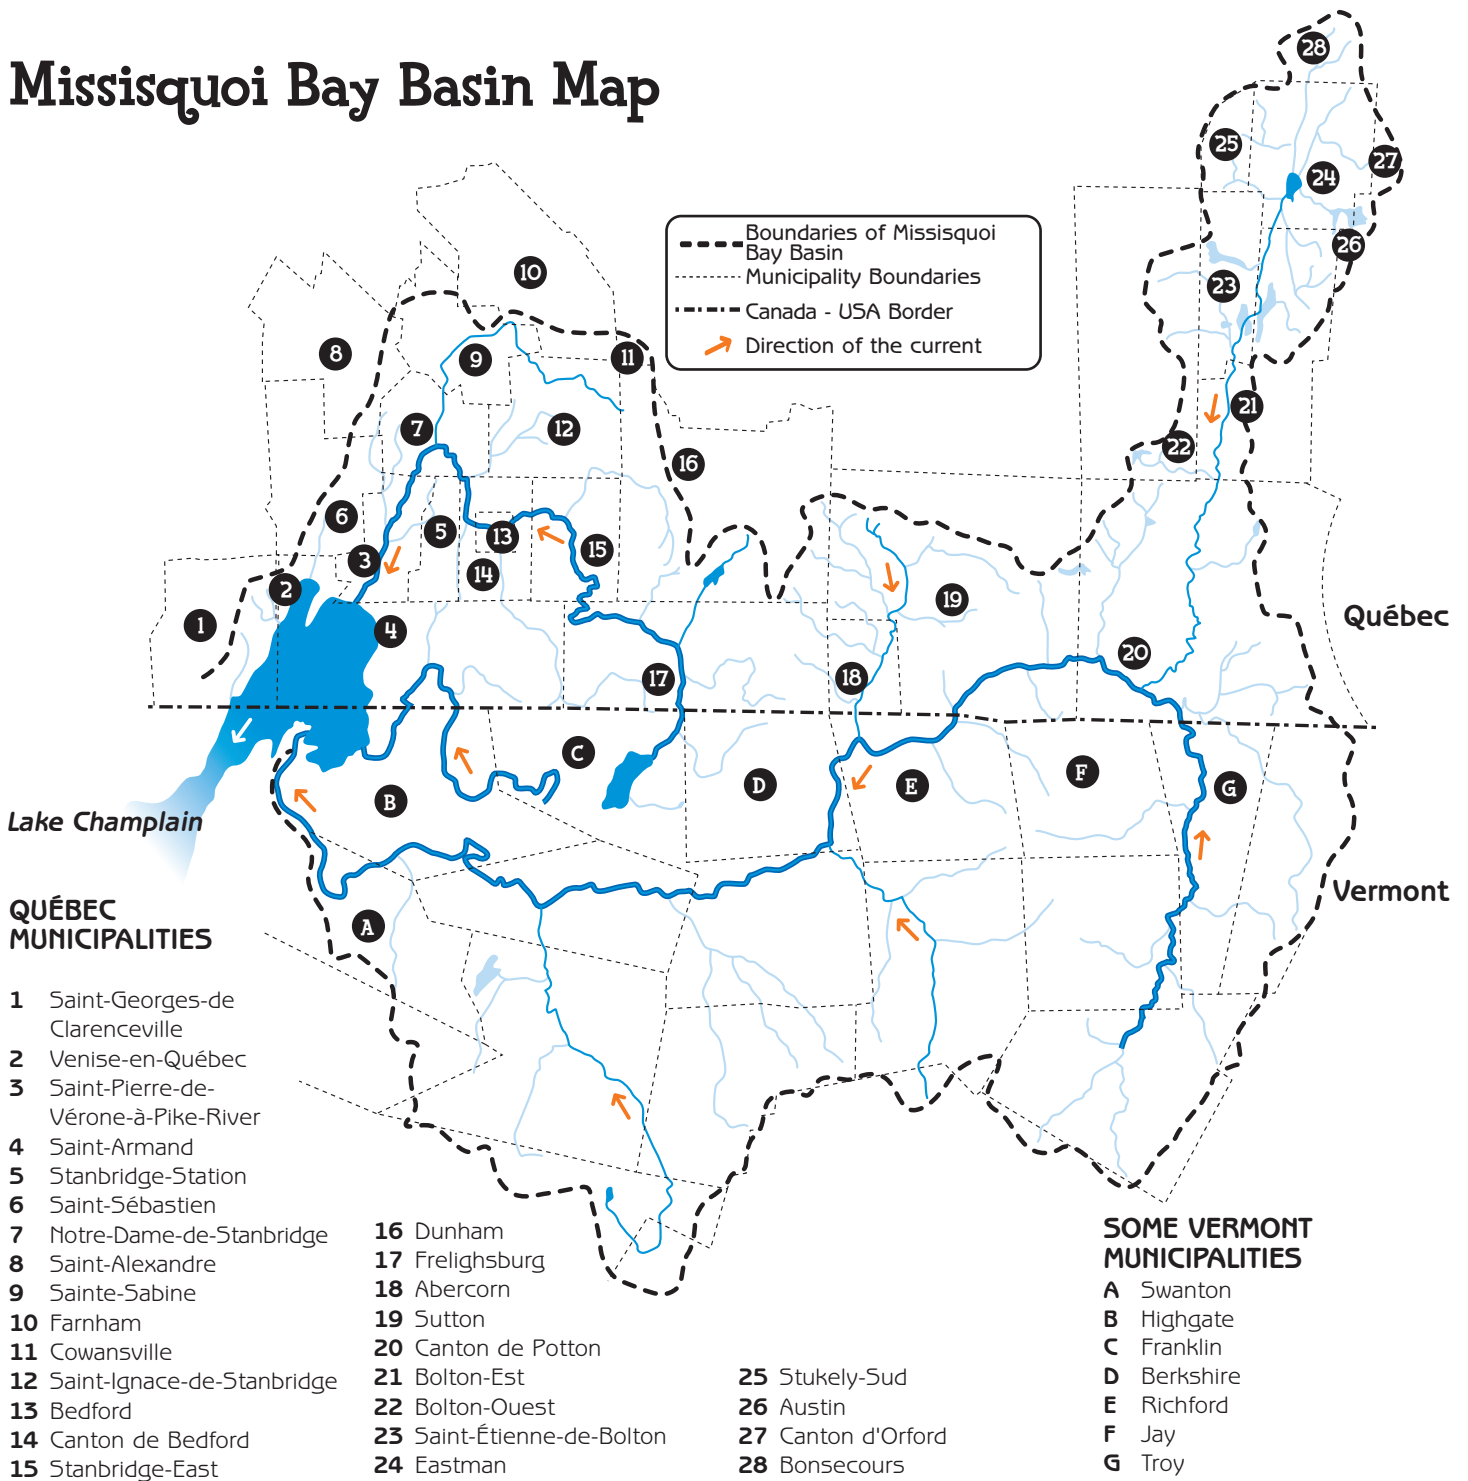 Missisquoi Bay Basin Map
Boundaries of Missisquoi
Bay Basin
Municipality Boundaries
Canada - USA Border
Direction of the current
28
25
27
24
26
10
23
8
9
11
21
7
12
22
16
6
5
13
3
15
14
2
19
1
4
Québec
20
18
17
C
F
D
E
G
B
Lake Champlain
Vermont
A
QUÉBEC
MUNICIPALITIES
1 Saint-Georges-de
Clarenceville
2 Venise-en-Québec
3 Saint-Pierre-de-
Vérone-à-Pike-River
4 Saint-Armand
5 Stanbridge-Station
6 Saint-Sébastien
7 Notre-Dame-de-Stanbridge
8 Saint-Alexandre
9 Sainte-Sabine
10 Farnham
11 Cowansville
12 Saint-Ignace-de-Stanbridge
13 Bedford
14 Canton de Bedford
15 Stanbridge-East
16 Dunham
17 Frelighsburg
18 Abercorn
19 Sutton
20 Canton de Potton
21 Bolton-Est
22 Bolton-Ouest
23 Saint-Étienne-de-Bolton
24 Eastman
25 Stukely-Sud
26 Austin
27 Canton d'Orford
28 Bonsecours
SOME VERMONT
MUNICIPALITIES
A Swanton
B Highgate
C Franklin
D Berkshire
E Richford
F Jay
G Troy